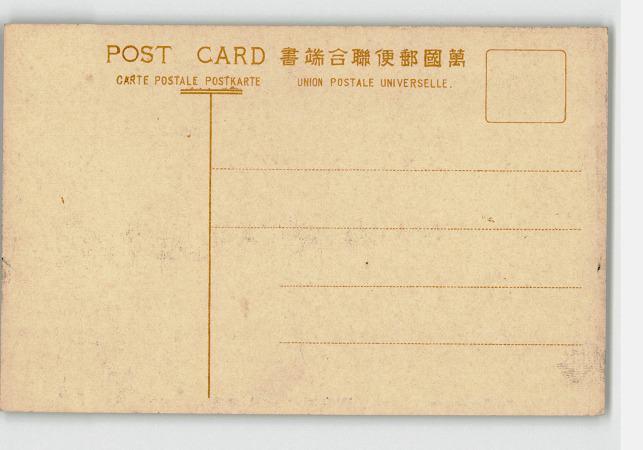 POST CARD 書端合聯便郵國萬
CARTE POSTALE POSTKARTE UNION POSTALE UNIVERSELLE.